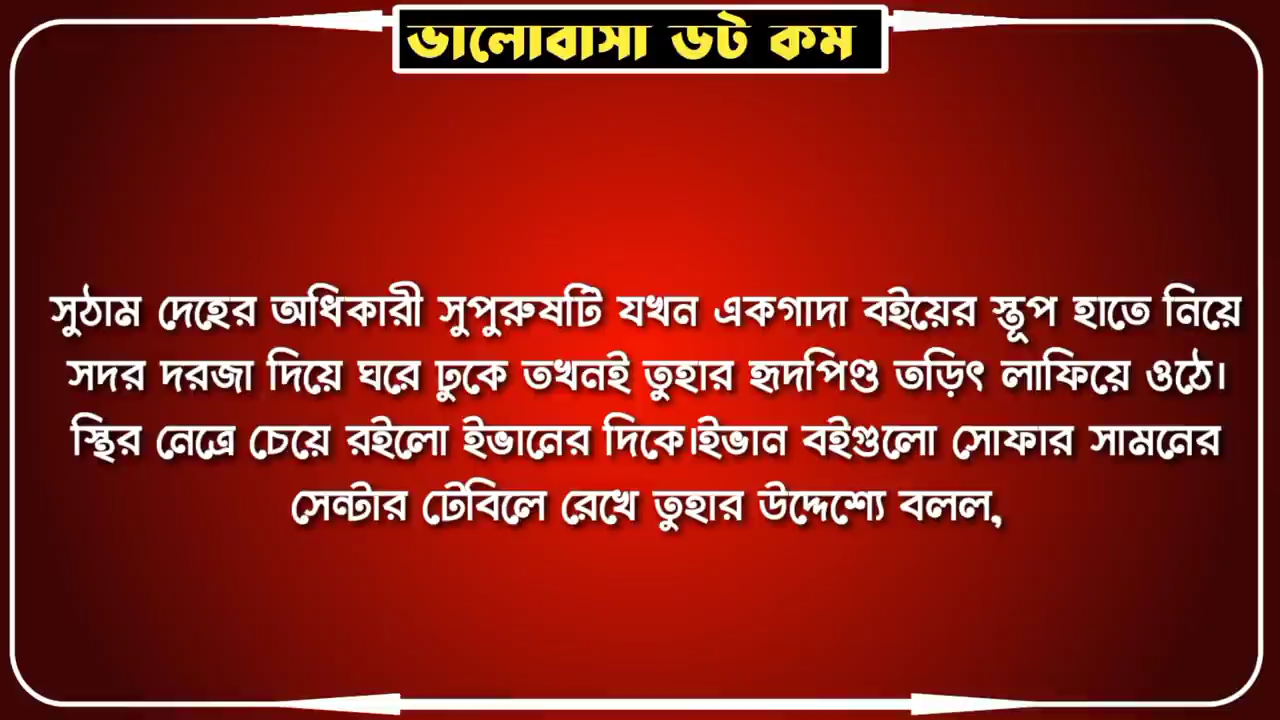 ভালোবাসা ডট কম
সুঠাম দেহের অধিকারী সুপুরুষটি যখন একগাদা বইয়ের স্তূপ হাতে নিয়ে
সদর দরজা দিয়ে ঘরে ঢুকে তখনই তুহার হৃদপিণ্ড তড়িৎ লাফিয়ে ওঠে।
স্থির নেত্রে চেয়ে রইলো ইভানের দিকে।ইভান বইগুলো সোফার সামনের
সেন্টার টেবিলে রেখে তুহার উদ্দেশ্যে বলল,